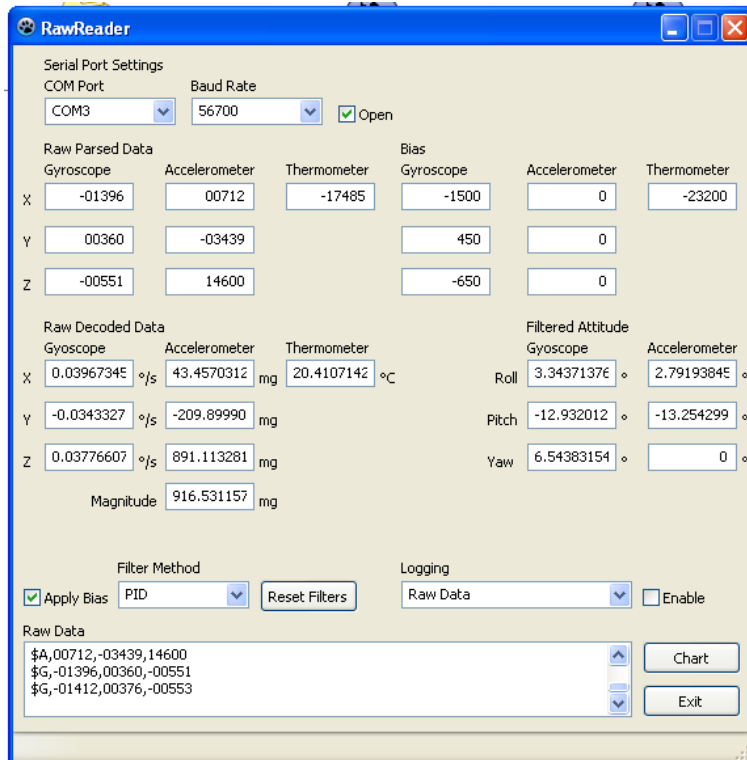 RawReader
Serial Port Settings
COM Port Baud Rate
COM3 56700 Open
Raw Parsed Data Bias
Gyroscope Accelerometer Thermometer Gyroscope Accelerometer Thermometer
X -01396 00712 -17485 -1500 0 -23200
Y 00360 -03439 450 0
Z -00551 14600 -650 0
Raw Decoded Data Filtered Attitude
Gyoscope Accelerometer Thermometer Gyoscope Accelerometer
X 0.03967345 °/s 43.4570312 mg 20.4107142 °C Roll 3.34371376 ° 2.79193845 °
Y -0.0343327 °/s -209.89990 mg Pitch -12.932012 ° -13.254299 °
Z 0.03776607 °/s 891.113281 mg Yaw 6.54383154 ° 0 °
Magnitude 916.531157 mg
Filter Method Logging
Apply Bias PID Reset Filters Raw Data Enable
Raw Data
$A,00712,-03439,14600
$G,-01396,00360,-00551
$G,-01412,00376,-00553
Chart
Exit